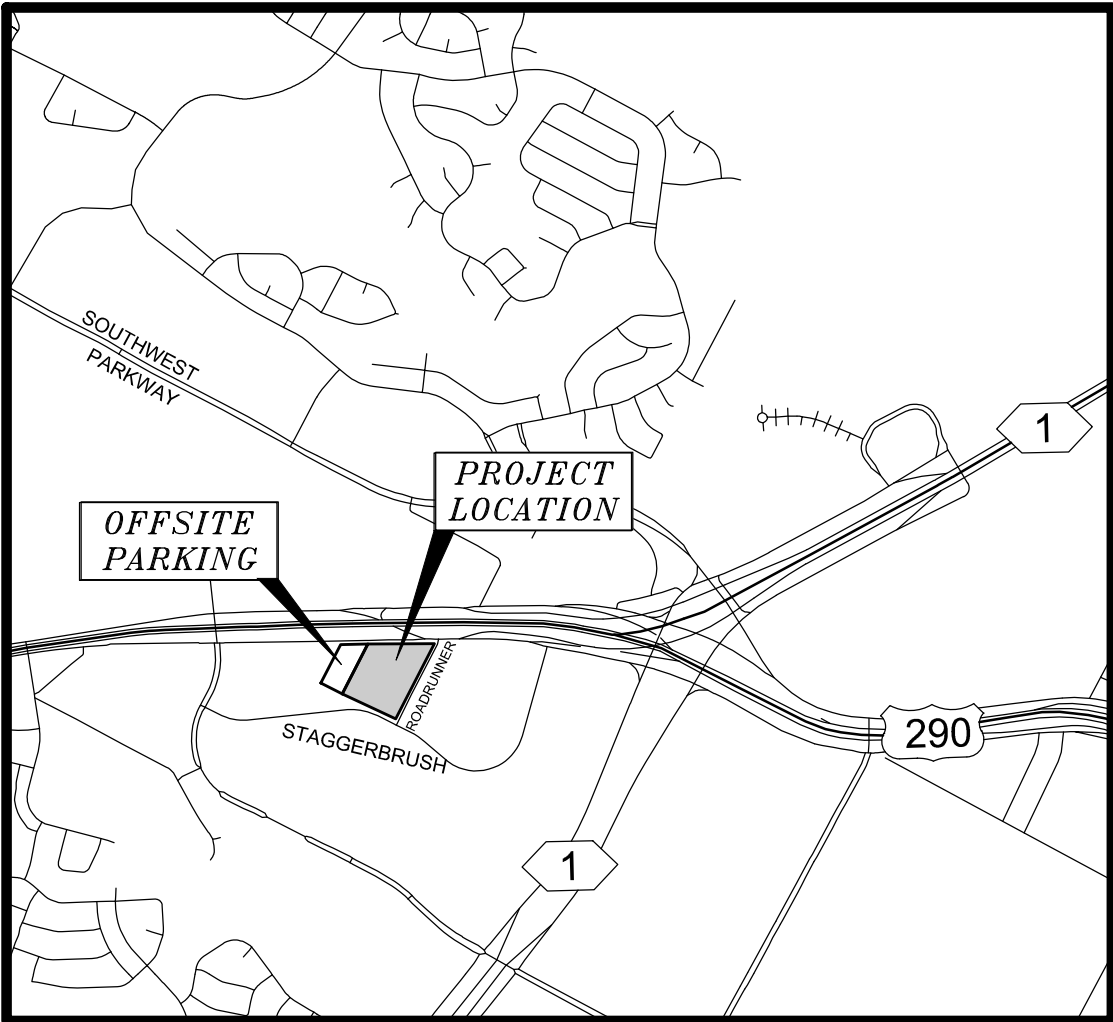 SOUTHWEST
PARKWAY
1
PROJECT
LOCATION
OFFSITE
PARKING
ROADRUNNER
STAGGERBRUSH
290
1